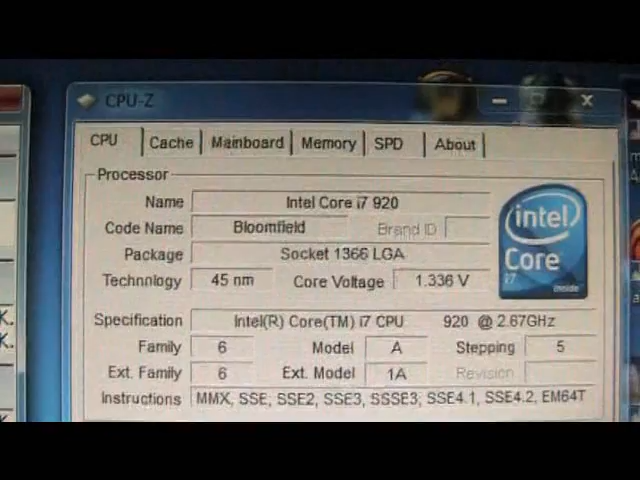 CPU-Z
CPU Cache Mainboard Memory SPD About
Processor
Name Intel Core i7 920
Code Name Bloomfield Brand ID
Package Socket 1366 LGA
Technology 45 nm Core Voltage 1.336 V
intel
Core
i7 inside
Specification Intel(R) Core(TM) i7 CPU 920 @ 2.67GHz
Family 6 Model A Stepping 5
Ext. Family 6 Ext. Model 1A Revision
Instructions MMX, SSE, SSE2, SSE3, SSSE3, SSE4.1, SSE4.2, EM64T
K.
K.